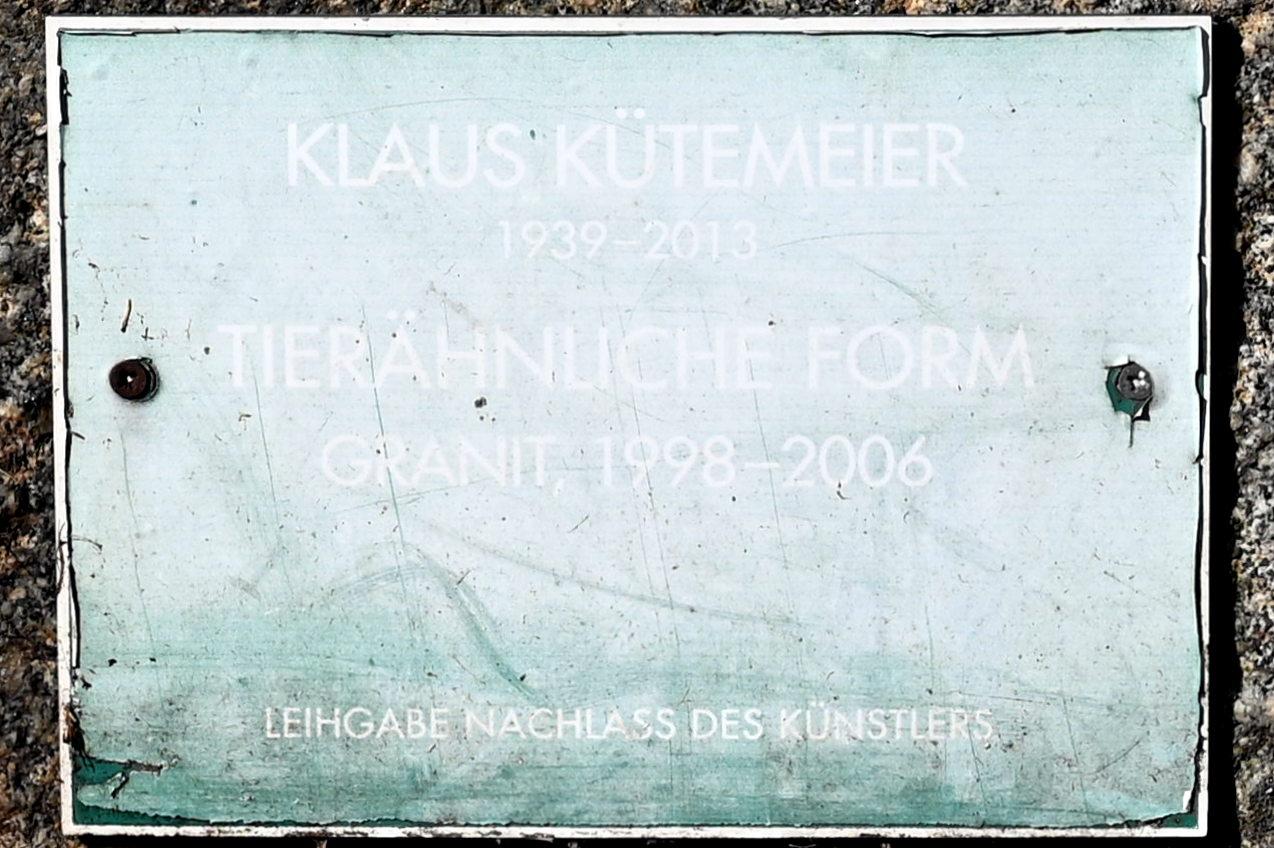 KLAUS KÜTEMEIER
1939–2013
TIERÄHNLICHE FORM
GRANIT, 1998–2006
LEIHGABE NACHLASS DES KÜNSTLERS